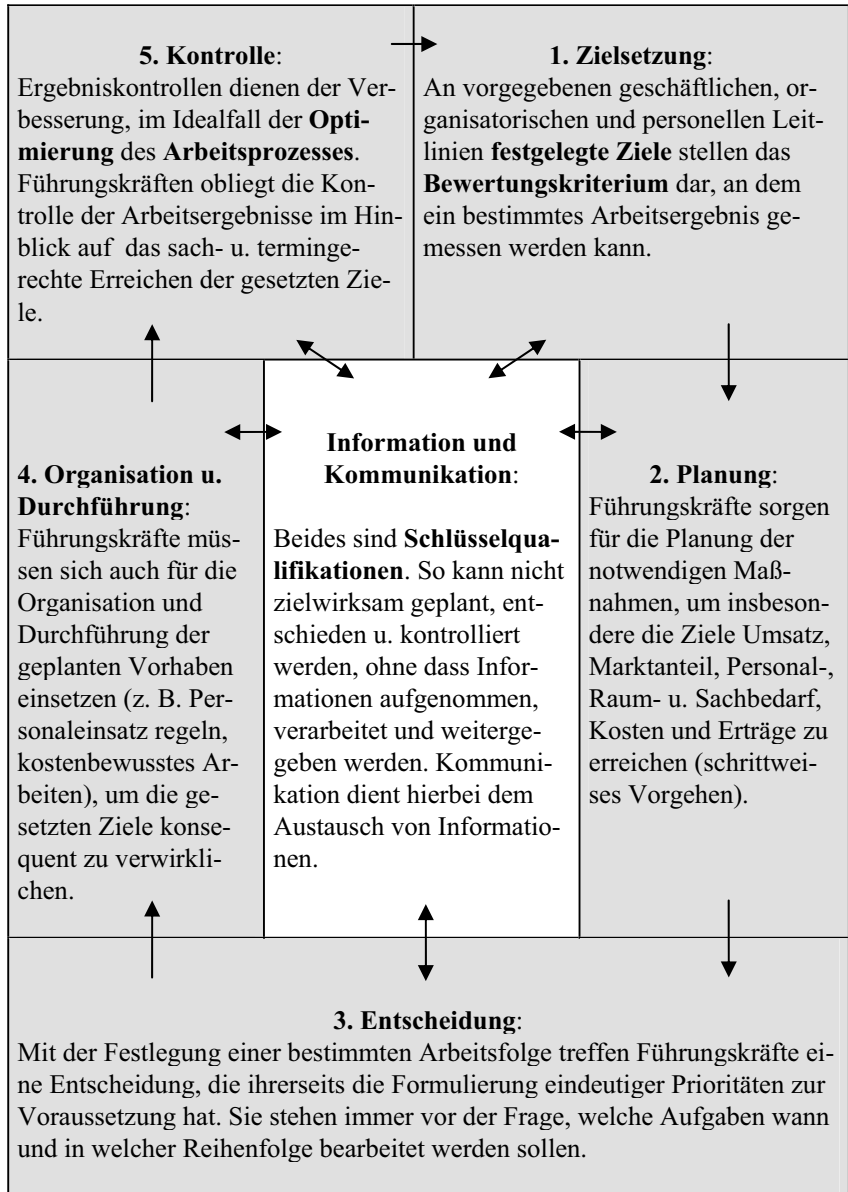 5. Kontrolle:
Ergebniskontrollen dienen der Ver-
besserung, im Idealfall der Opti-
mierung des Arbeitsprozesses.
Führungskräften obliegt die Kon-
trolle der Arbeitsergebnisse im Hin-
blick auf das sach- u. terminge-
rechte Erreichen der gesetzten Zie-
le.
1. Zielsetzung:
An vorgegebenen geschäftlichen, or-
ganisatorischen und personellen Leit-
linien festgelegte Ziele stellen das
Bewertungskriterium dar, an dem
ein bestimmtes Arbeitsergebnis ge-
messen werden kann.
4. Organisation u.
Durchführung:
Führungskräfte müs-
sen sich auch für die
Organisation und
Durchführung der
geplanten Vorhaben
einsetzen (z. B. Per-
sonaleinsatz regeln,
kostenbewusstes Ar-
beiten), um die ge-
setzten Ziele konse-
quent zu verwirkli-
chen.
Information und
Kommunikation:
Beides sind Schlüsselqua-
lifikationen. So kann nicht
zielwirksam geplant, ent-
schieden u. kontrolliert
werden, ohne dass Infor-
mationen aufgenommen,
verarbeitet und weiterge-
geben werden. Kommuni-
kation dient hierbei dem
Austausch von Informatio-
nen.
2. Planung:
Führungskräfte sorgen
für die Planung der
notwendigen Maß-
nahmen, um insbeson-
dere die Ziele Umsatz,
Marktanteil, Personal-,
Raum- u. Sachbedarf,
Kosten und Erträge zu
erreichen (schrittwei-
ses Vorgehen).
3. Entscheidung:
Mit der Festlegung einer bestimmten Arbeitsfolge treffen Führungskräfte ei-
ne Entscheidung, die ihrerseits die Formulierung eindeutiger Prioritäten zur
Voraussetzung hat. Sie stehen immer vor der Frage, welche Aufgaben wann
und in welcher Reihenfolge bearbeitet werden sollen.